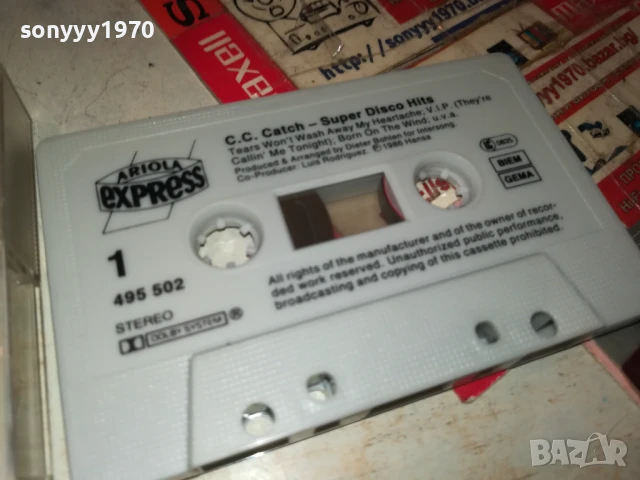 sonyyy1970
maxell
http://sonyyy
yyy1970.bazar.bg
C.C. Catch – Super Disco Hits
Tears Won't Wash Away My Heartache; V.I.P. (They're
Callin' Me Tonight); Born On The Wind; u.v.a.
Produced & Arranged by Dieter Bohlen for Intersong.
Co-Producer: Luis Rodriguez ℗ 1986 Hansa
ARIOLA
express
BIEM
GEMA
1
495 502
STEREO
DOLBY SYSTEM ®
All rights of the manufacturer and of the owner of recor-
ded work reserved. Unauthorized public performance,
broadcasting and copying of this cassette prohibited.
BAZAR
.bg